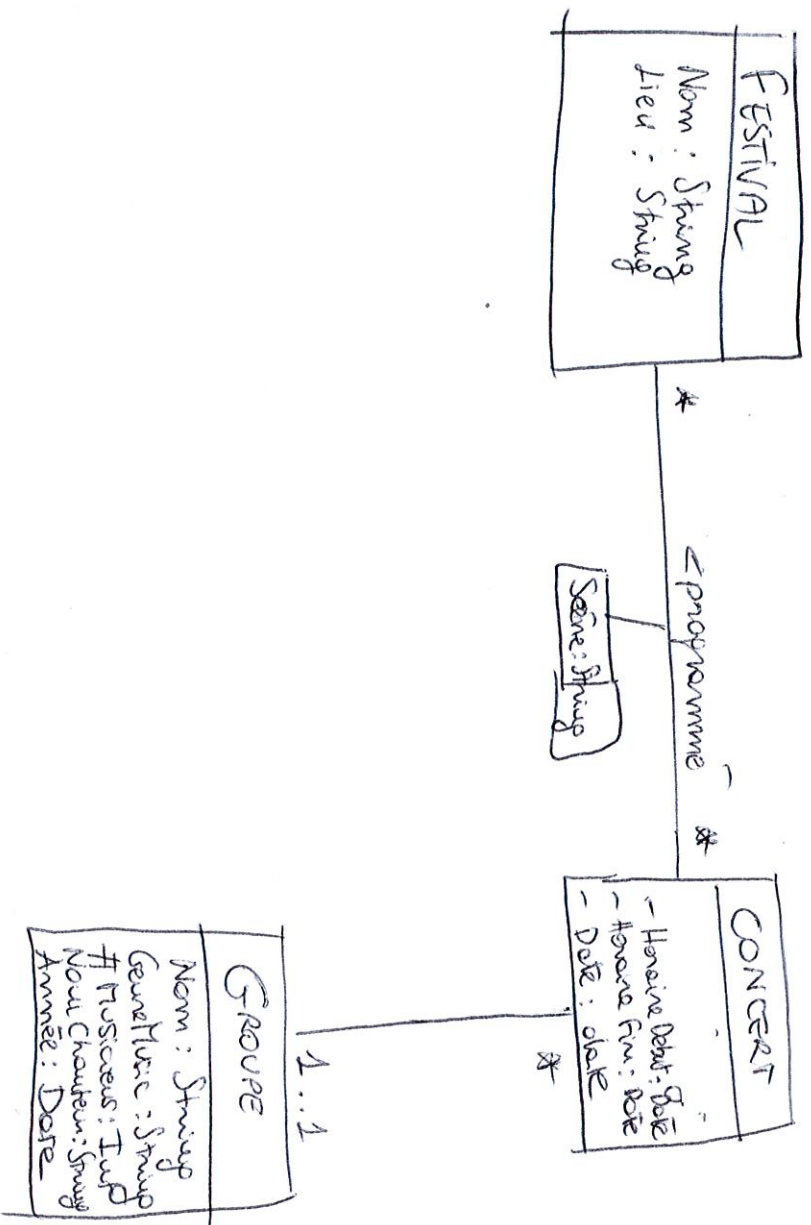 FESTIVAL
Nom : String
Lieu : String
*
< programme
*
Scène : String
CONCERT
- Horaire Debut : Date
- Horaire Fin : Date
- Date : date
*
1..1
GROUPE
Nom : String
GenreMusic : String
# Musiciens : Int
Nom Chanteur : String
Année : Date